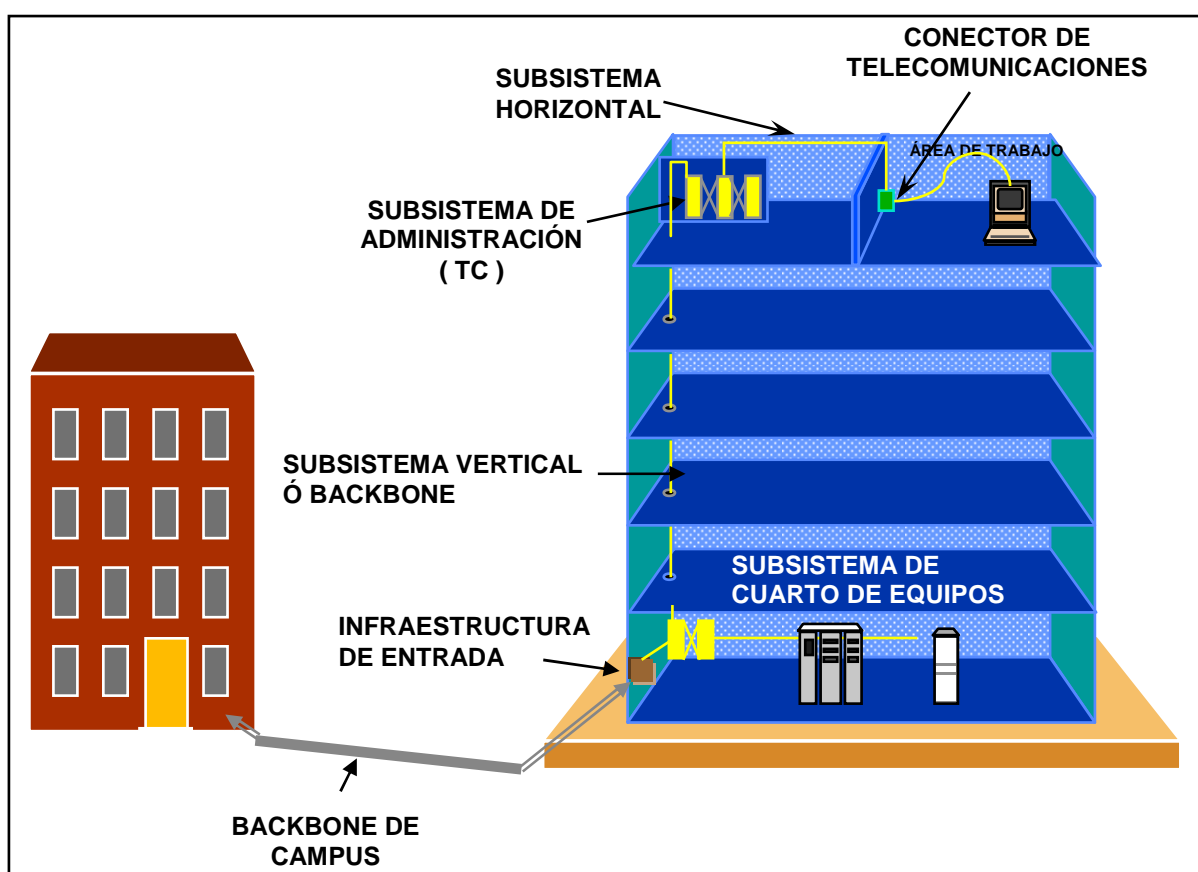 CONECTOR DE
TELECOMUNICACIONES
SUBSISTEMA
HORIZONTAL
ÁREA DE TRABAJO
SUBSISTEMA DE
ADMINISTRACIÓN
( TC )
SUBSISTEMA VERTICAL
Ó BACKBONE
SUBSISTEMA DE
CUARTO DE EQUIPOS
INFRAESTRUCTURA
DE ENTRADA
BACKBONE DE
CAMPUS